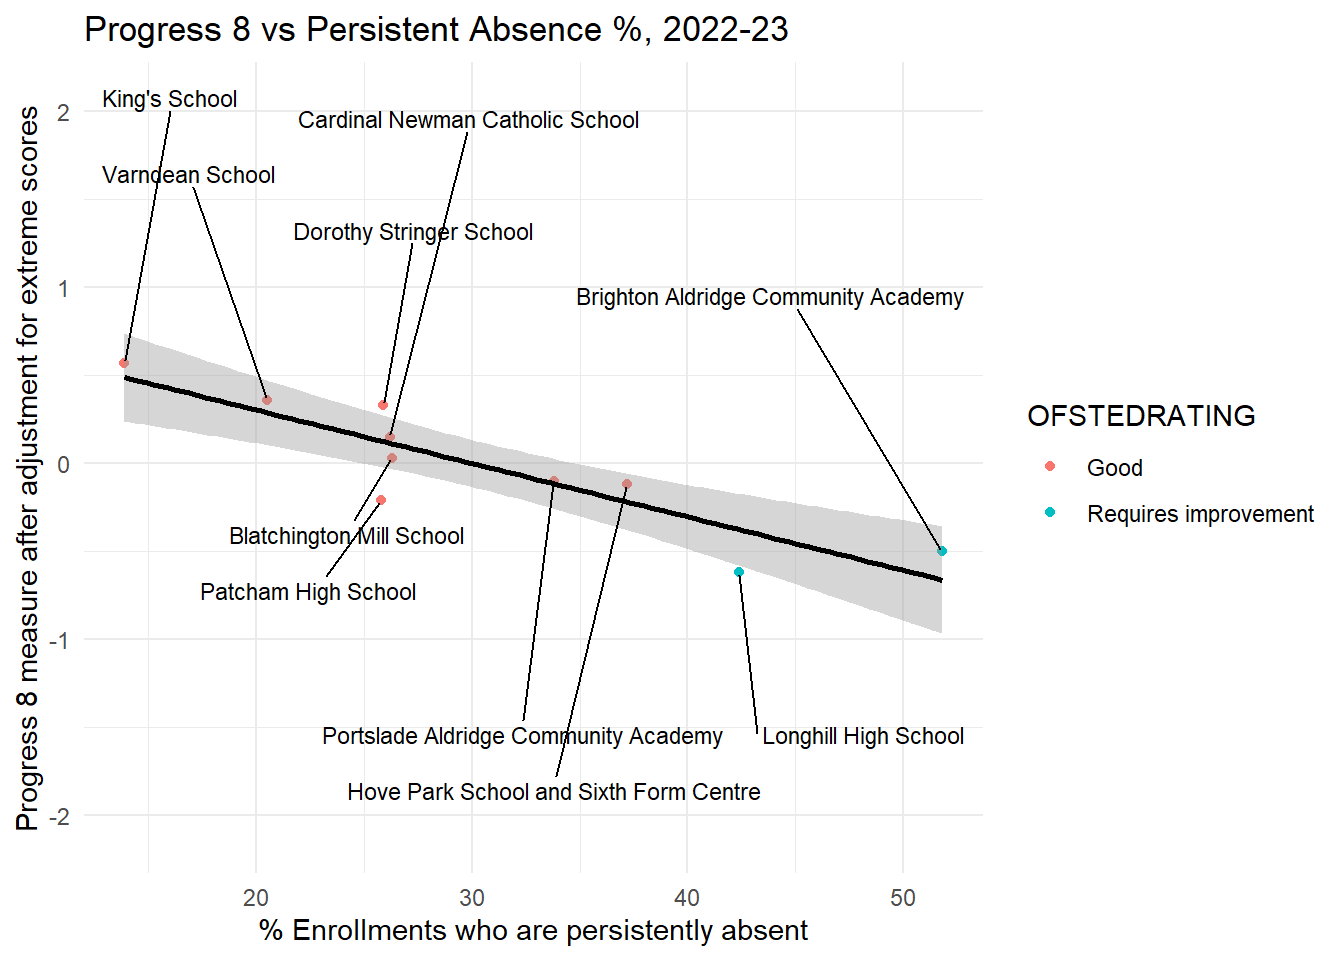 Progress 8 vs Persistent Absence %, 2022-23
King's School
Cardinal Newman Catholic School
Varndean School
Dorothy Stringer School
Brighton Aldridge Community Academy
Blatchington Mill School
Patcham High School
Portslade Aldridge Community Academy
Longhill High School
Hove Park School and Sixth Form Centre
Progress 8 measure after adjustment for extreme scores
2
1
0
-1
-2
20 30 40 50
% Enrollments who are persistently absent
OFSTEDRATING
Good
Requires improvement